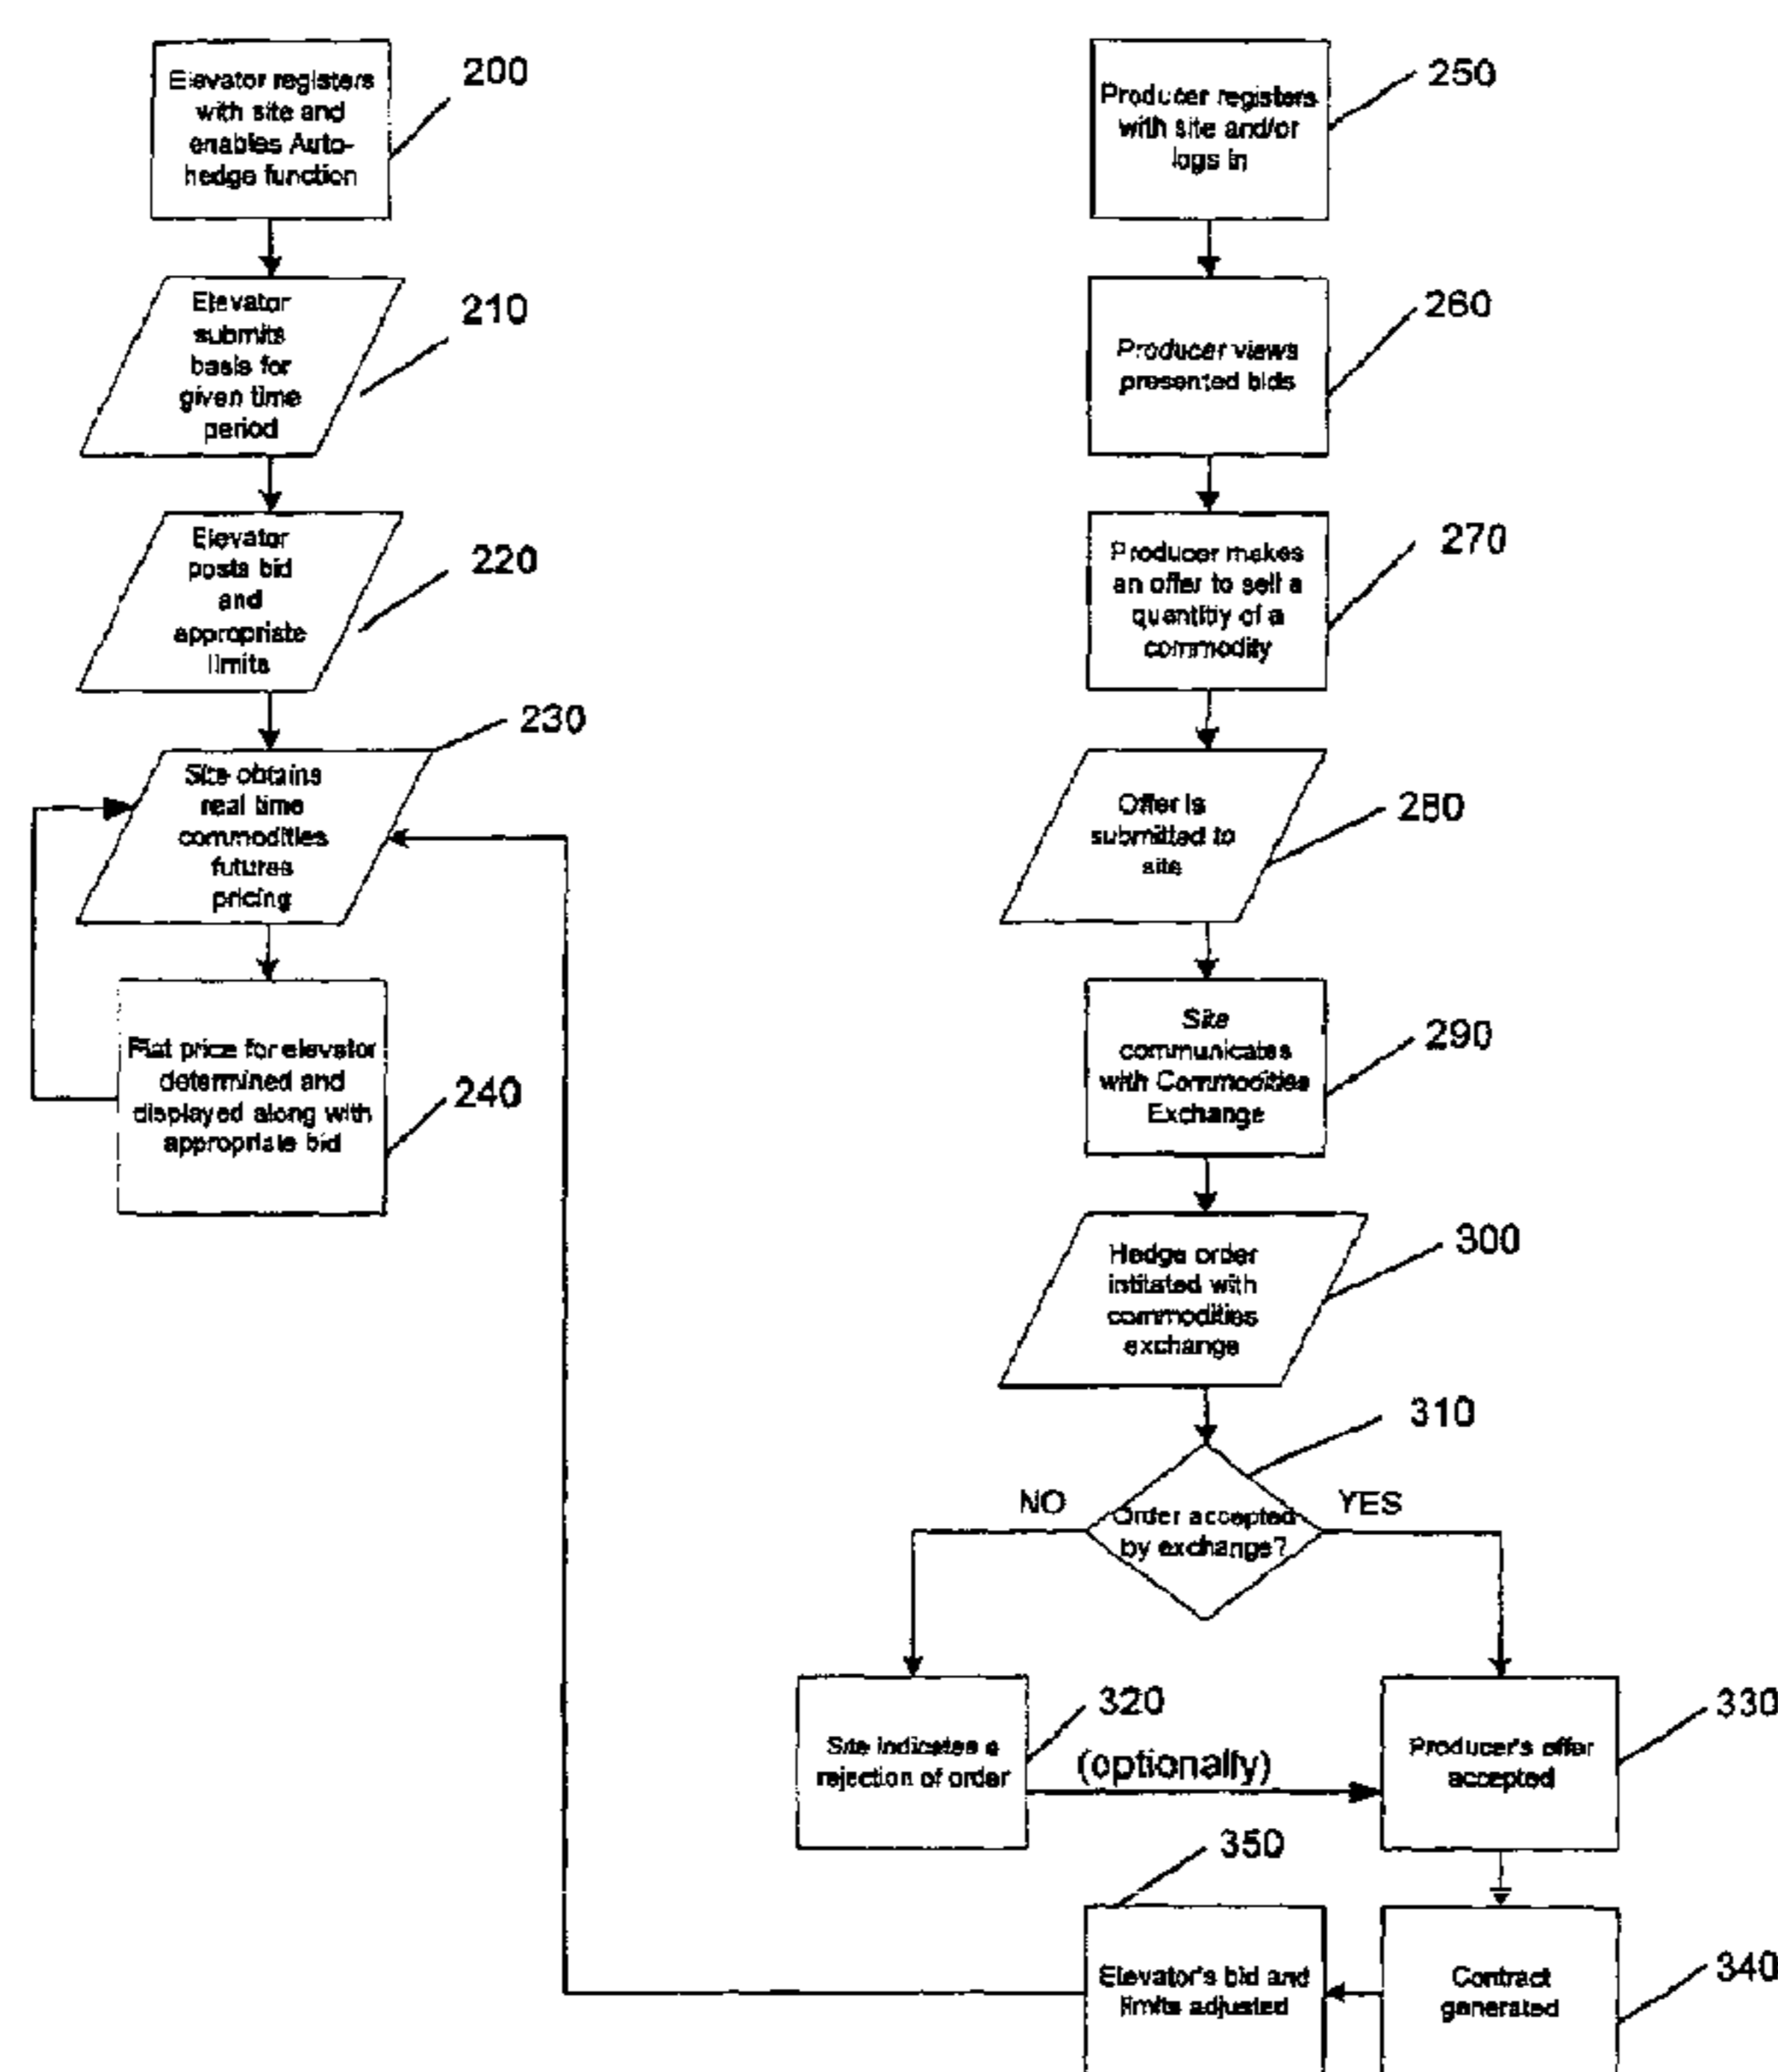 Elevator registers
with site and
enables Auto-
hedge function
200
Elevator
submits
basis for
given time
period
210
Elevator
posts bid
and
appropriate
limits
220
Site obtains
real time
commodities
futures
pricing
230
Flat price for elevator
determined and
displayed along with
appropriate bid
240
Producer registers
with site and/or
logs in
250
Producer views
presented bids
260
Producer makes
an offer to sell a
quantitiy of a
commodity
270
Offer is
submitted to
site
280
Site
communicates
with Commodities
Exchange
290
Hedge order
intitated with
commodities
exchange
300
310
NO
Order accepted
by exchange?
YES
Site indicates a
rejection of order
320
(optionally)
Producer's offer
accepted
330
350
Elevator's bid and
limits adjusted
Contract
generated
340